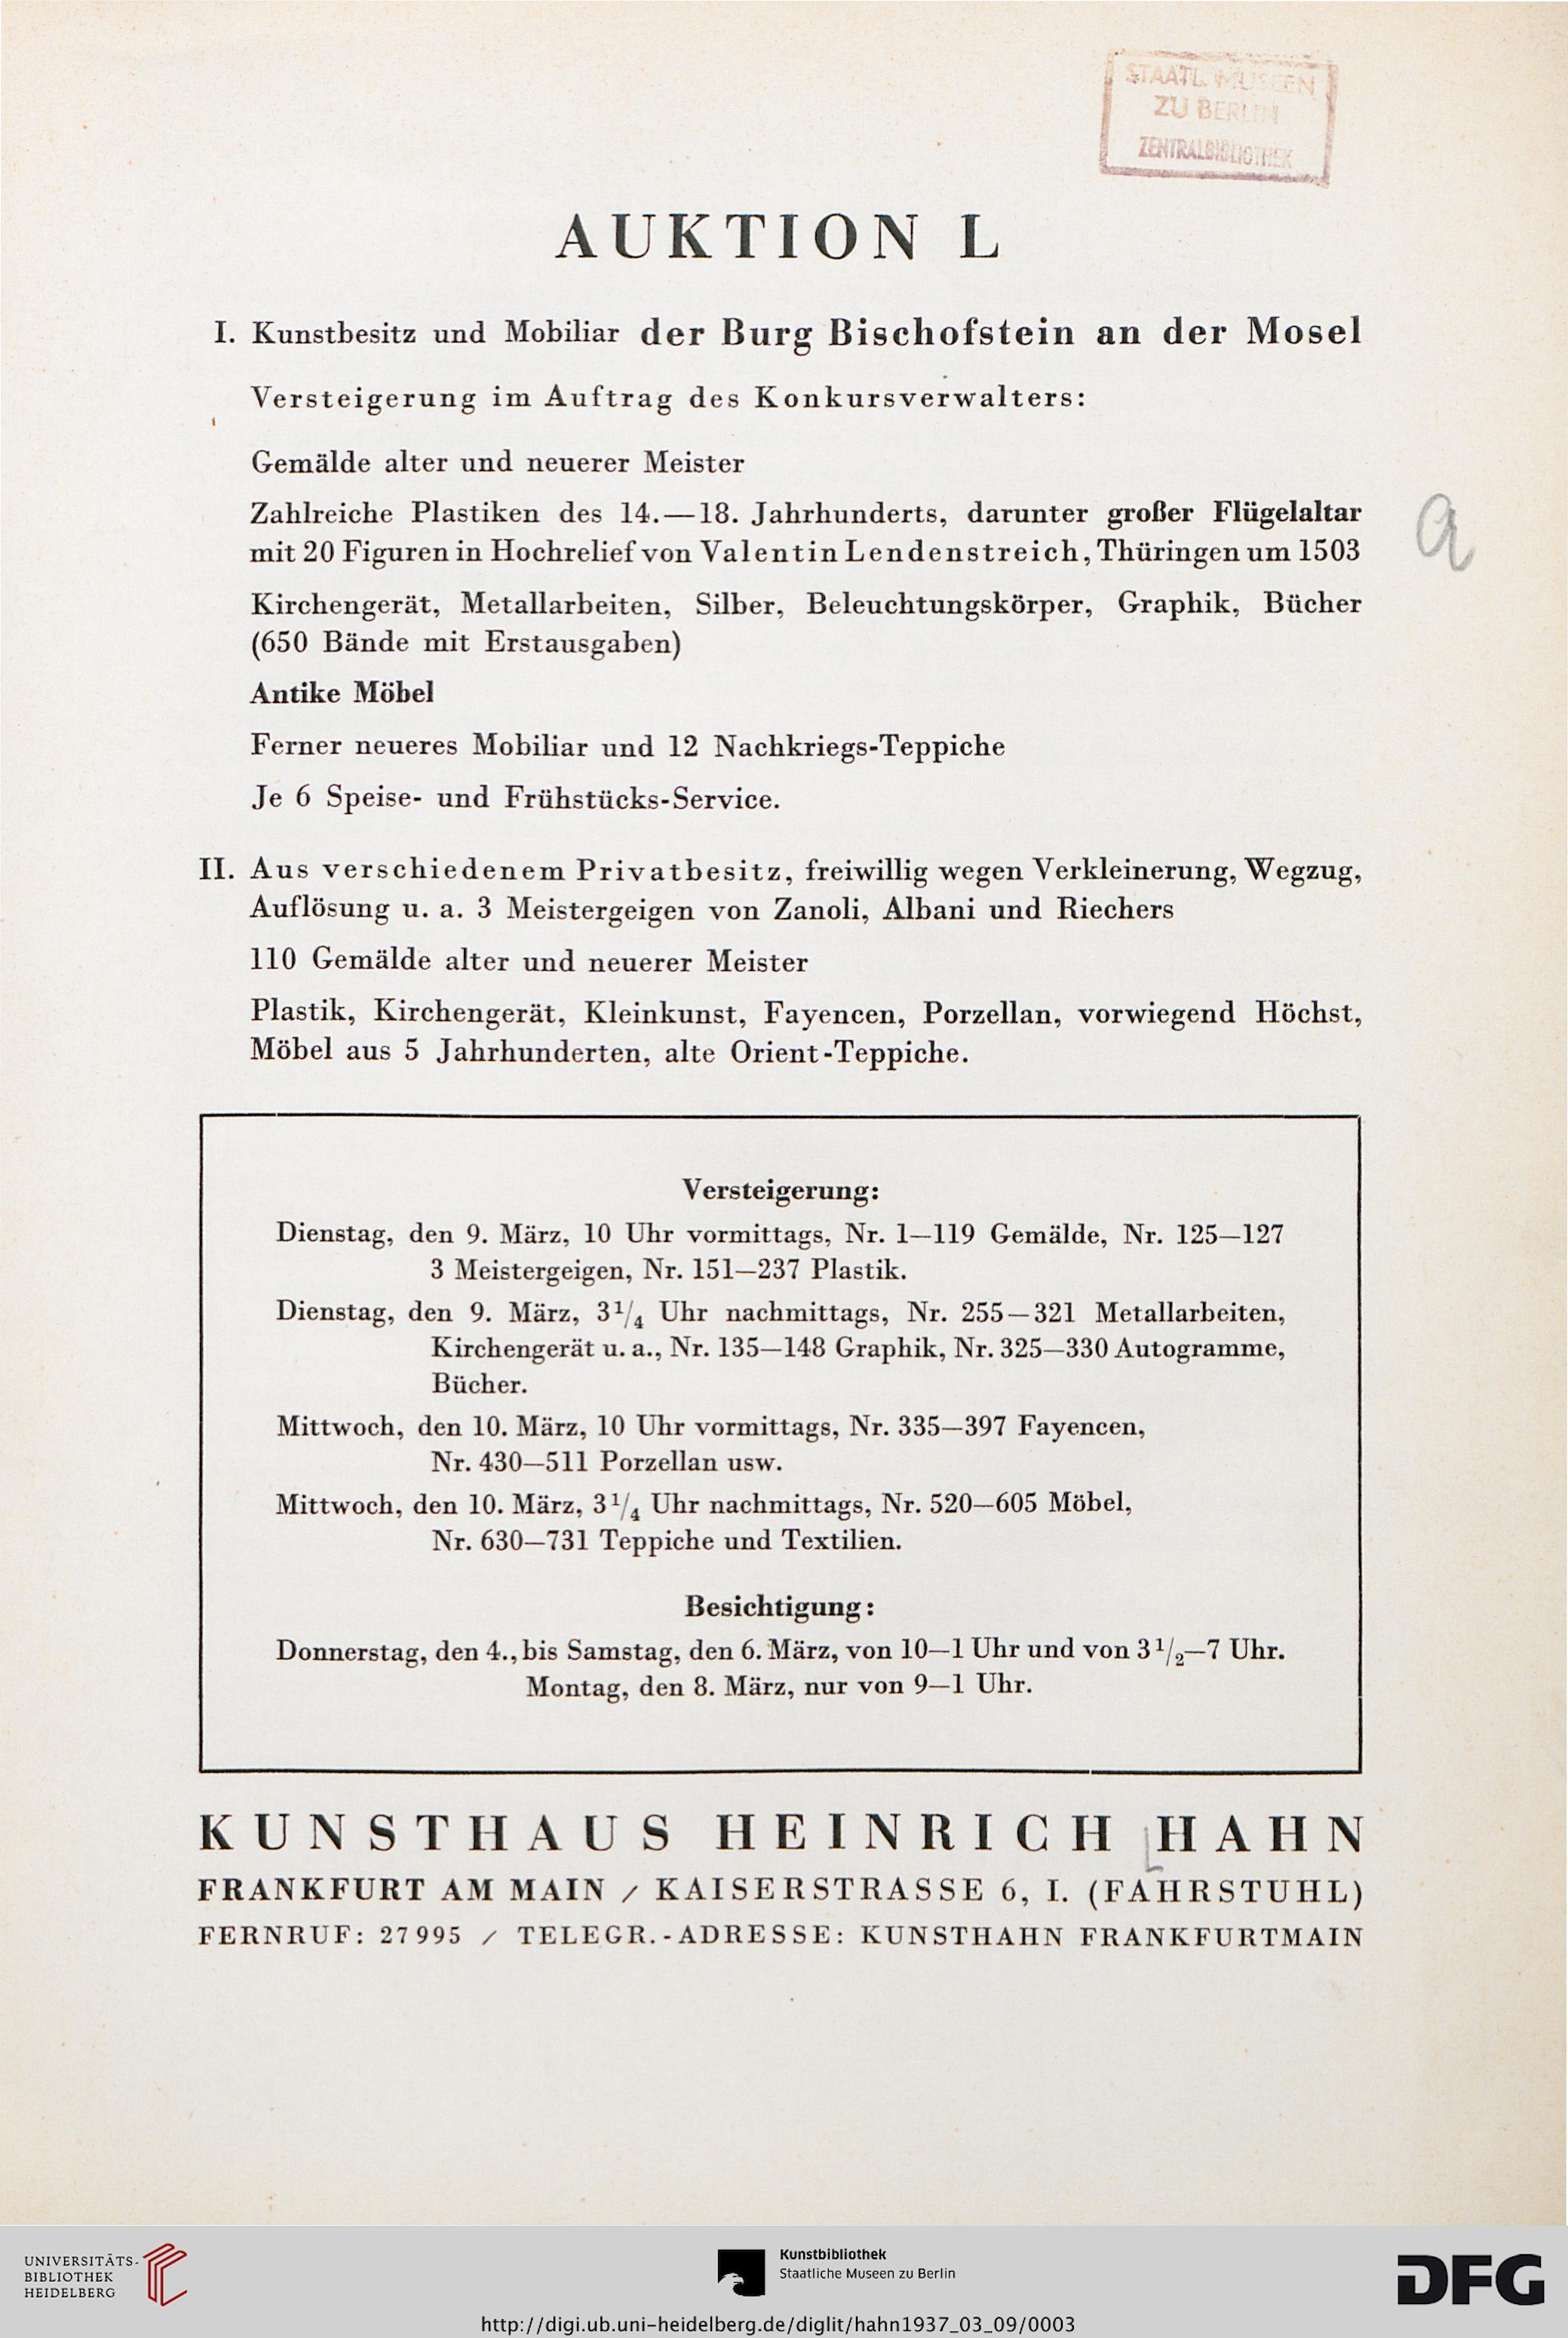 STAATL. MUSEEN
ZU BERLIN
ZENTRALBIBLIOTHEK
AUKTION L
I. Kunstbesitz und Mobiliar der Burg Bischofstein an der Mosel
Versteigerung im Auftrag des Konkursverwalters:
Gemälde alter und neuerer Meister
Zahlreiche Plastiken des 14.—18. Jahrhunderts, darunter großer Flügelaltar
mit 20 Figuren in Hochrelief von Valentin Lendenstreich, Thüringen um 1503
a
Kirchengerät, Metallarbeiten, Silber, Beleuchtungskörper, Graphik, Bücher
(650 Bände mit Erstausgaben)
Antike Möbel
Ferner neueres Mobiliar und 12 Nachkriegs-Teppiche
Je 6 Speise- und Frühstücks-Service.
II. Aus verschiedenem Privatbesitz, freiwillig wegen Verkleinerung, Wegzug,
Auflösung u. a. 3 Meistergeigen von Zanoli, Albani und Riechers
110 Gemälde alter und neuerer Meister
Plastik, Kirchengerät, Kleinkunst, Fayencen, Porzellan, vorwiegend Höchst,
Möbel aus 5 Jahrhunderten, alte Orient-Teppiche.
Versteigerung:
Dienstag, den 9. März, 10 Uhr vormittags, Nr. 1—119 Gemälde, Nr. 125—127
3 Meistergeigen, Nr. 151—237 Plastik.
Dienstag, den 9. März, 3¹/₄ Uhr nachmittags, Nr. 255—321 Metallarbeiten,
Kirchengerät u. a., Nr. 135—148 Graphik, Nr. 325—330 Autogramme,
Bücher.
Mittwoch, den 10. März, 10 Uhr vormittags, Nr. 335—397 Fayencen,
Nr. 430—511 Porzellan usw.
Mittwoch, den 10. März, 3¹/₄ Uhr nachmittags, Nr. 520—605 Möbel,
Nr. 630—731 Teppiche und Textilien.
Besichtigung:
Donnerstag, den 4., bis Samstag, den 6. März, von 10—1 Uhr und von 3¹/₂—7 Uhr.
Montag, den 8. März, nur von 9—1 Uhr.
KUNSTHAUS HEINRICH HAHN
FRANKFURT AM MAIN / KAISERSTRASSE 6, I. (FAHRSTUHL)
FERNRUF: 27995 / TELEGR.-ADRESSE: KUNSTHAHN FRANKFURTMAIN
UNIVERSITÄTS-
BIBLIOTHEK
HEIDELBERG
Kunstbibliothek
Staatliche Museen zu Berlin
DFG
http://digi.ub.uni-heidelberg.de/diglit/hahn1937_03_09/0003